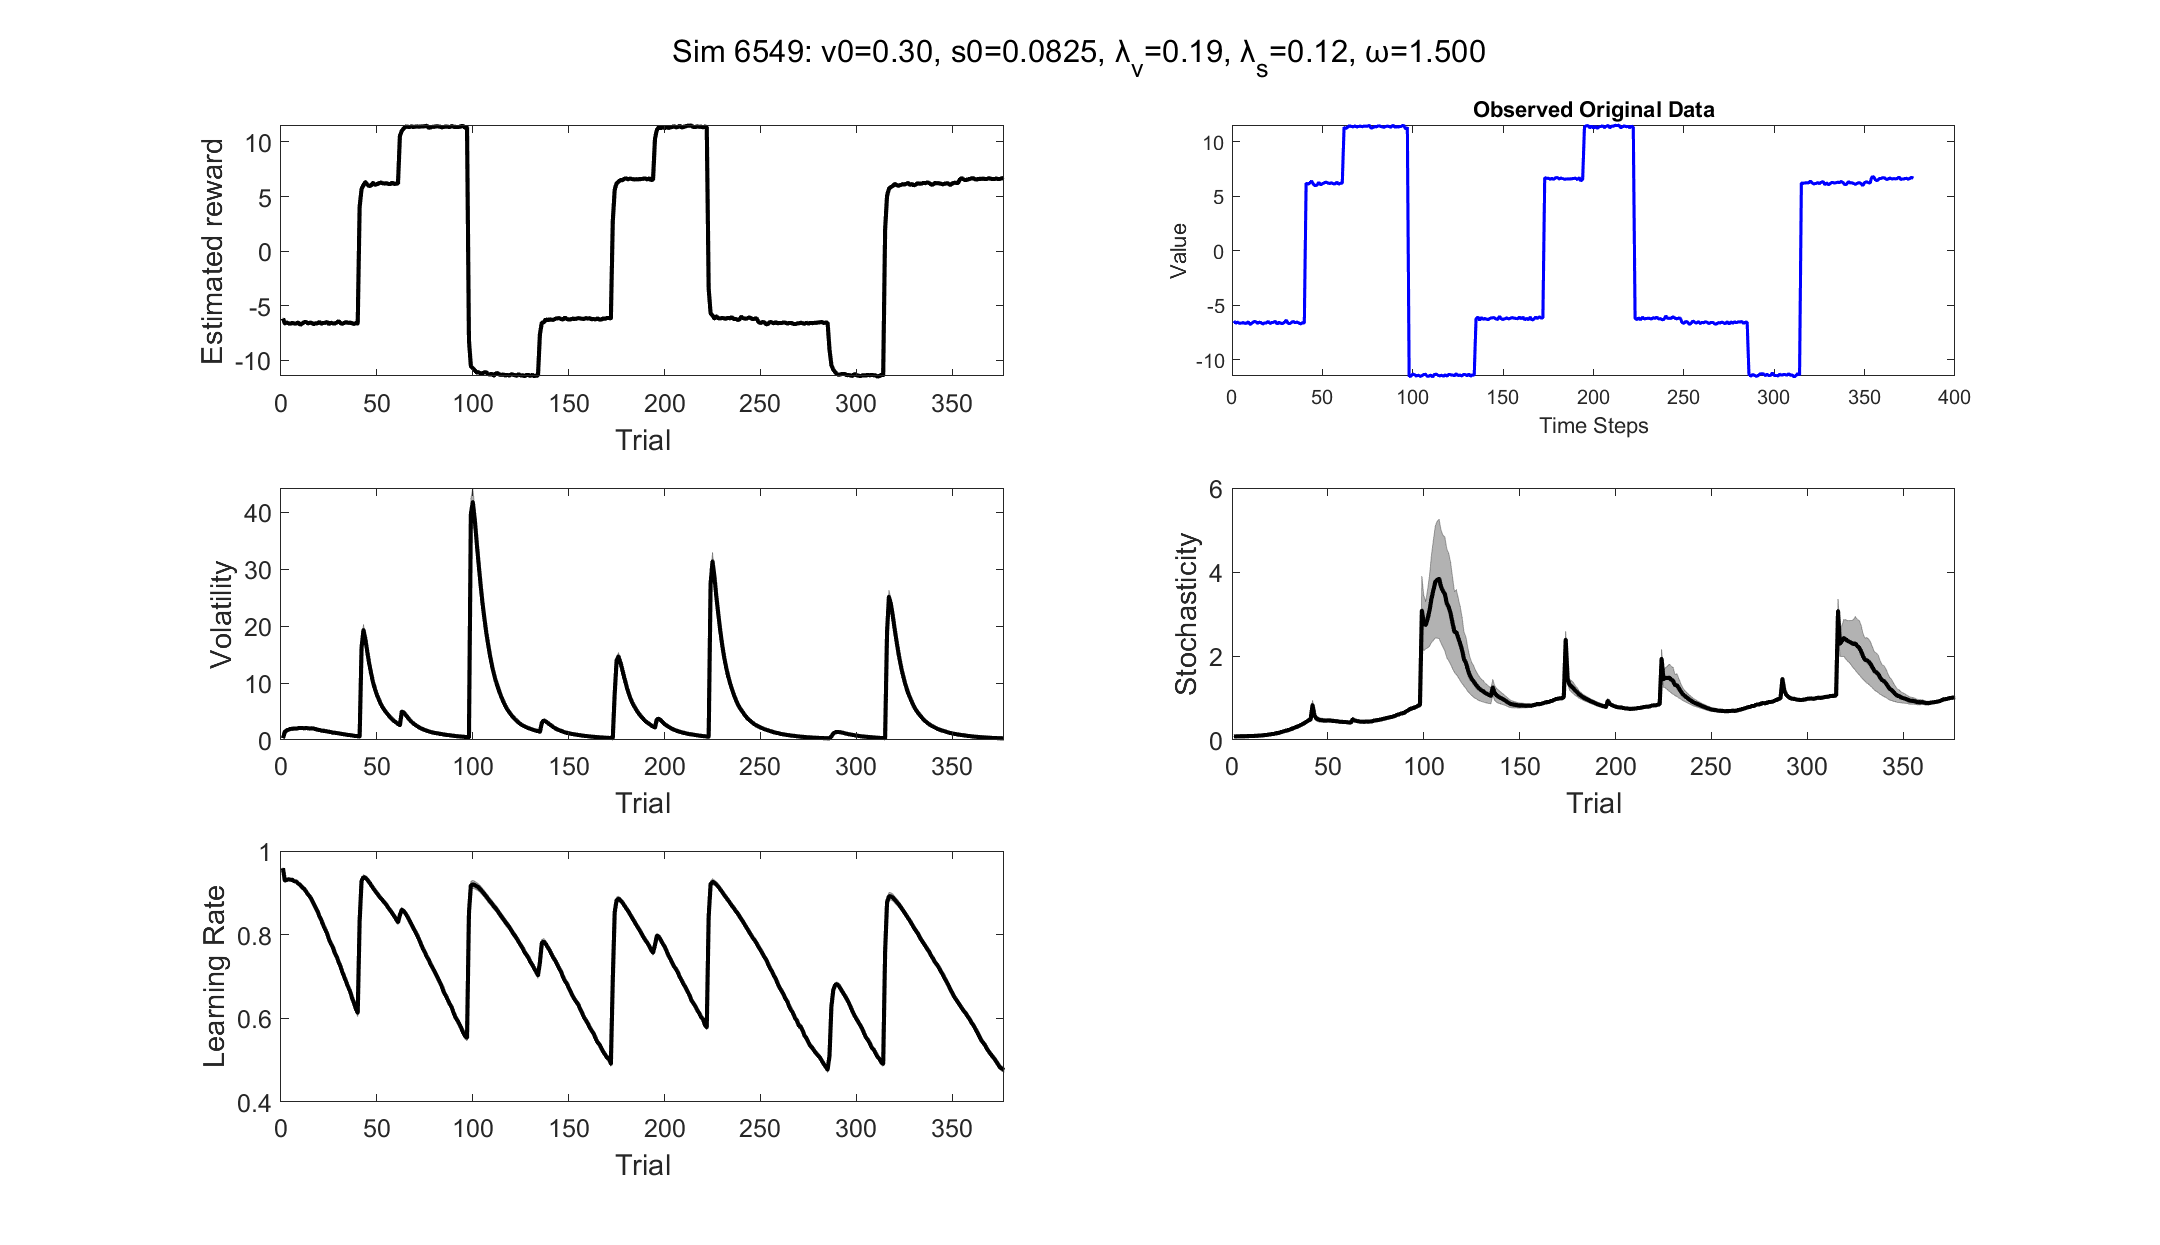 Sim 6549: v0=0.30, s0=0.0825, λ_v=0.19, λ_s=0.12, ω=1.500
Estimated reward
10
5
0
-5
-10
0 50 100 150 200 250 300 350
Trial
Observed Original Data
Value
10
5
0
-5
-10
0 50 100 150 200 250 300 350 400
Time Steps
Volatility
40
30
20
10
0
0 50 100 150 200 250 300 350
Trial
Stochasticity
6
4
2
0
0 50 100 150 200 250 300 350
Trial
Learning Rate
1
0.8
0.6
0.4
0 50 100 150 200 250 300 350
Trial